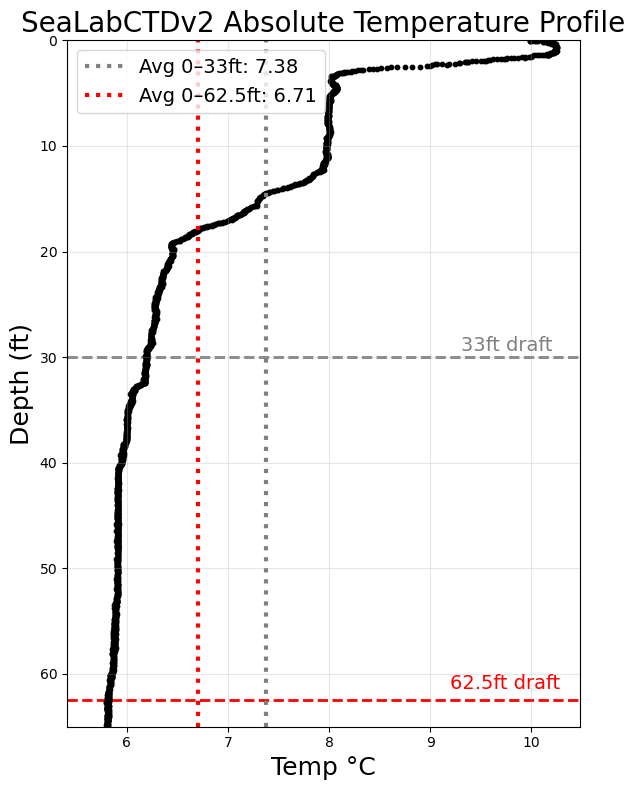 SeaLabCTDv2 Absolute Temperature Profile
Avg 0–33ft: 7.38
Avg 0–62.5ft: 6.71
0
10
20
30
40
50
60
Depth (ft)
33ft draft
62.5ft draft
6 7 8 9 10
Temp °C